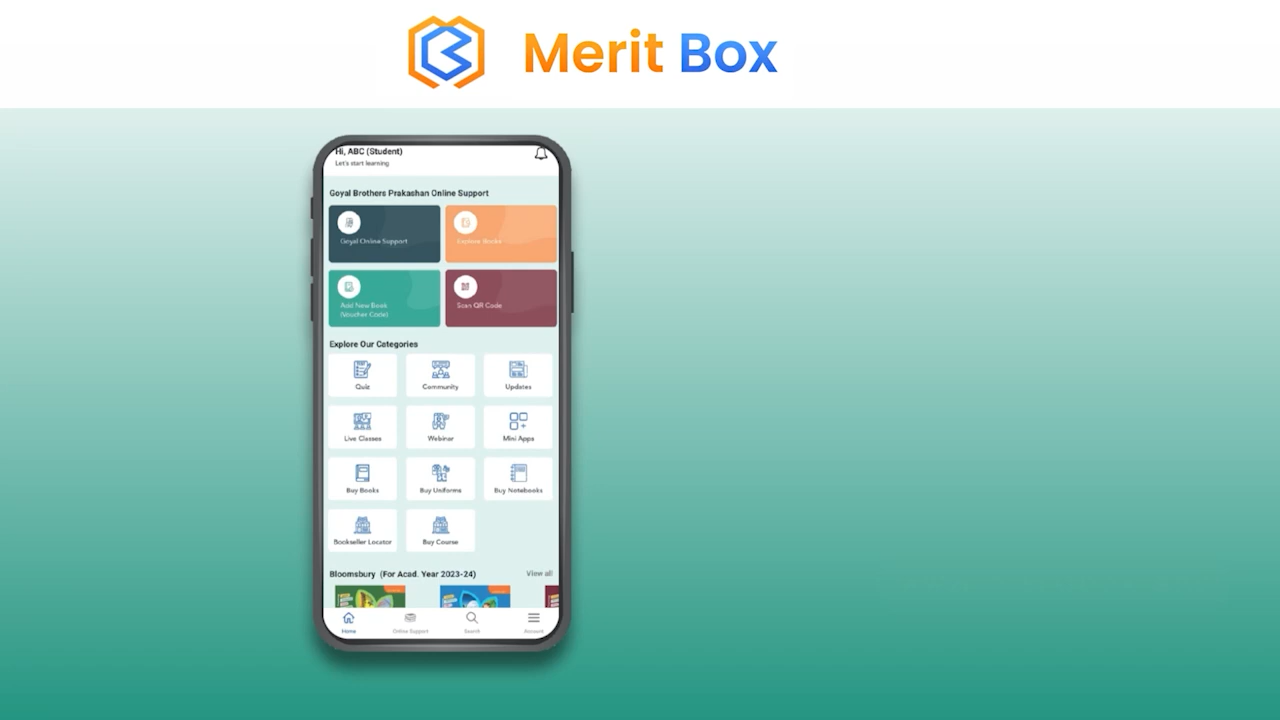 Merit Box
Hi, ABC (Student)
Let's start learning
Goyal Brothers Prakashan Online Support
Goyal Online Support
Explore Books
Add New Book
(Voucher Code)
Scan QR Code
Explore Our Categories
Quiz
Community
Updates
Live Classes
Webinar
Mini Apps
Buy Books
Buy Uniforms
Buy Notebooks
Bookseller Locator
Buy Course
Bloomsbury (For Acad. Year 2023-24)
View all
Home
Online Support
Search
Account